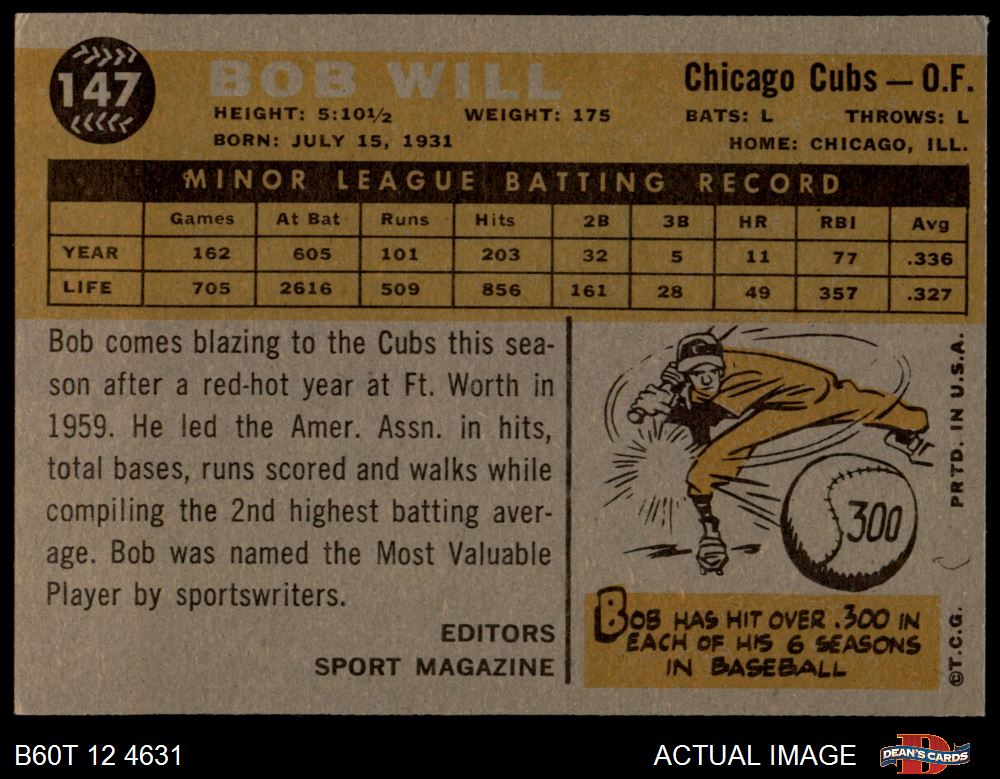 147
BOB WILL
Chicago Cubs — O.F.
HEIGHT: 5:10½ WEIGHT: 175 BATS: L THROWS: L
BORN: JULY 15, 1931 HOME: CHICAGO, ILL.
MINOR LEAGUE BATTING RECORD
Games At Bat Runs Hits 2B 3B HR RBI Avg
YEAR 162 605 101 203 32 5 11 77 .336
LIFE 705 2616 509 856 161 28 49 357 .327
Bob comes blazing to the Cubs this sea-
son after a red-hot year at Ft. Worth in
1959. He led the Amer. Assn. in hits,
total bases, runs scored and walks while
compiling the 2nd highest batting aver-
age. Bob was named the Most Valuable
Player by sportswriters.
EDITORS
SPORT MAGAZINE
C
300
BOB HAS HIT OVER .300 IN
EACH OF HIS 6 SEASONS
IN BASEBALL
PRTD. IN U.S.A.
©T.C.G.
B60T 12 4631
ACTUAL IMAGE
D
DEAN'S CARDS